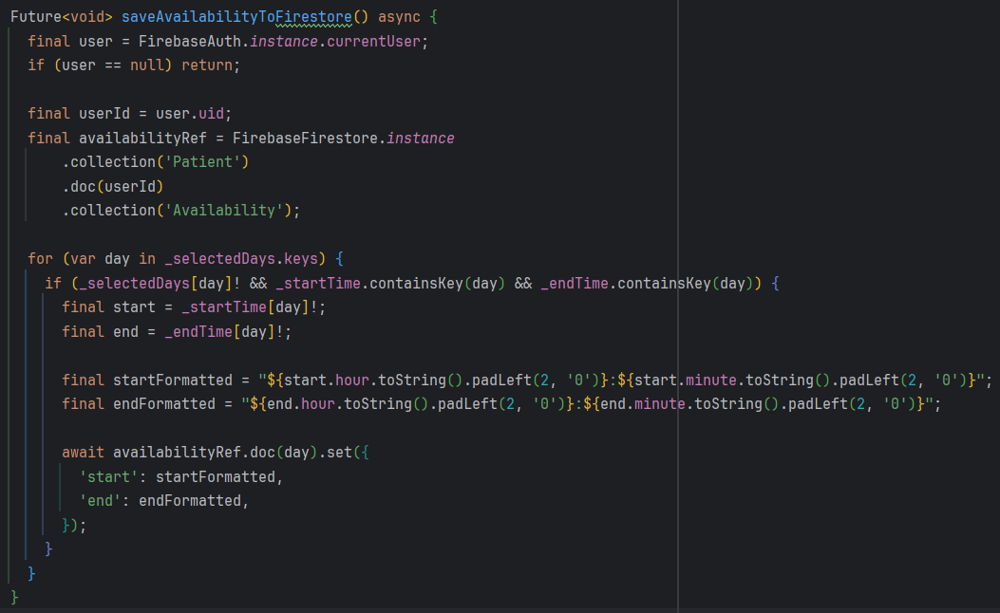 Future<void> saveAvailabilityToFirestore() async {
  final user = FirebaseAuth.instance.currentUser;
  if (user == null) return;

  final userId = user.uid;
  final availabilityRef = FirebaseFirestore.instance
      .collection('Patient')
      .doc(userId)
      .collection('Availability');

  for (var day in _selectedDays.keys) {
    if (_selectedDays[day]! && _startTime.containsKey(day) && _endTime.containsKey(day)) {
      final start = _startTime[day]!;
      final end = _endTime[day]!;

      final startFormatted = "${start.hour.toString().padLeft(2, '0')}:${start.minute.toString().padLeft(2, '0')}";
      final endFormatted = "${end.hour.toString().padLeft(2, '0')}:${end.minute.toString().padLeft(2, '0')}";

      await availabilityRef.doc(day).set({
        'start': startFormatted,
        'end': endFormatted,
      });
    }
  }
}